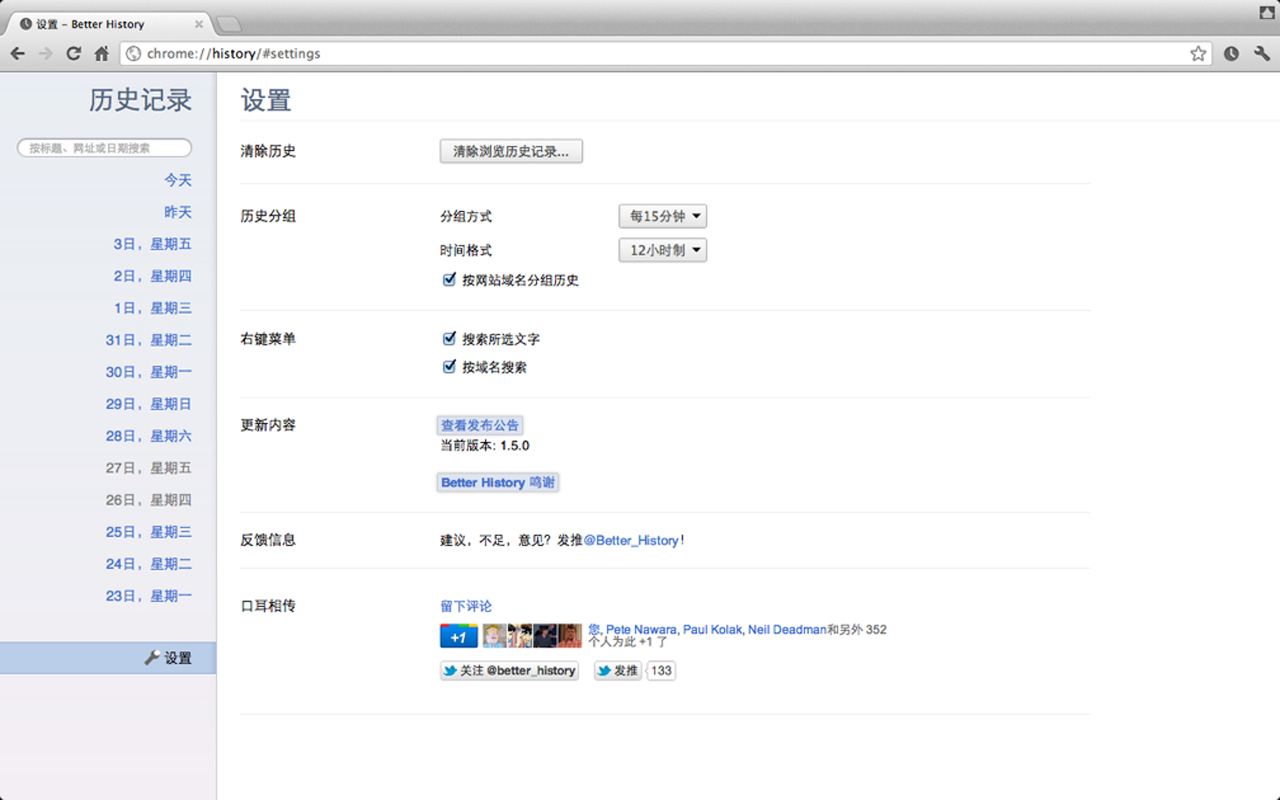 设置 – Better History
chrome://history/#settings
历史记录
按标题、网址或日期搜索
今天
昨天
3日，星期五
2日，星期四
1日，星期三
31日，星期二
30日，星期一
29日，星期日
28日，星期六
27日，星期五
26日，星期四
25日，星期三
24日，星期二
23日，星期一
设置
设置
清除历史
清除浏览历史记录...
历史分组
分组方式
每15分钟
时间格式
12小时制
按网站域名分组历史
右键菜单
搜索所选文字
按域名搜索
更新内容
查看发布公告
当前版本: 1.5.0
Better History 鸣谢
反馈信息
建议，不足，意见？发推@Better_History！
口耳相传
留下评论
+1
您, Pete Nawara, Paul Kolak, Neil Deadman和另外 352
个人为此 +1 了
关注 @better_history
发推
133